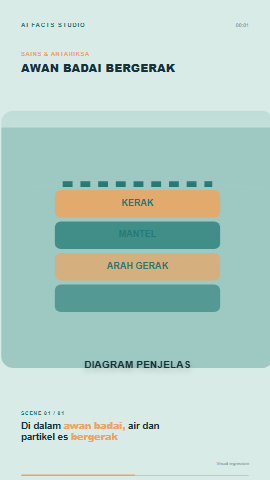 AI FACTS STUDIO
00:01
SAINS & ANTARIKSA
AWAN BADAI BERGERAK
KERAK
MANTEL
ARAH GERAK
DIAGRAM PENJELAS
SCENE 01 / 01
Di dalam awan badai, air dan
partikel es bergerak
Visual ingredience